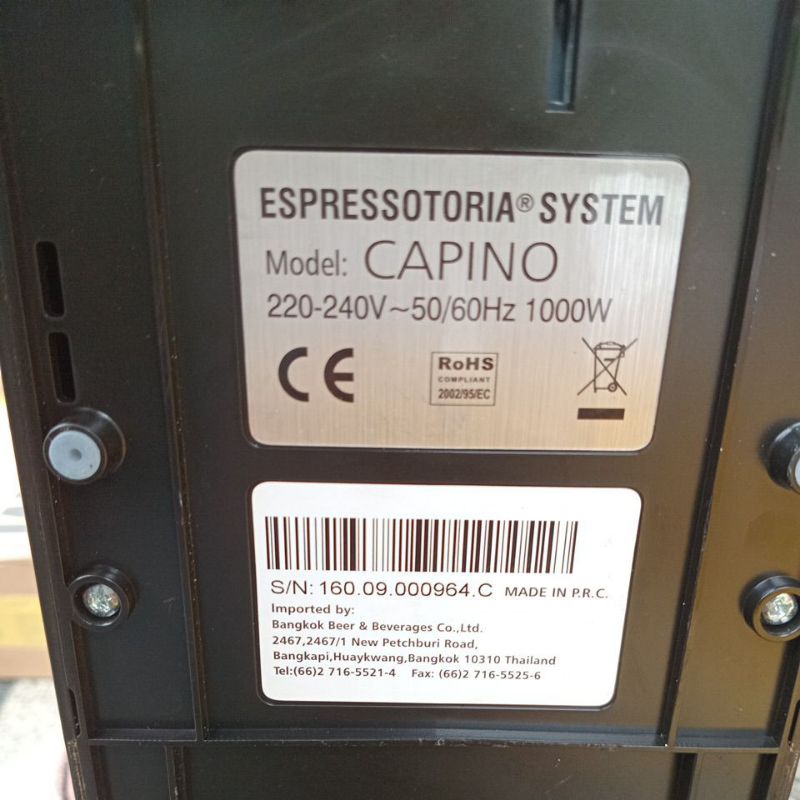 ESPRESSOTORIA® SYSTEM
Model: CAPINO
220-240V~50/60Hz 1000W
CE
RoHS
COMPLIANT
2002/95/EC
S/N: 160.09.000964.C MADE IN P.R.C.
Imported by:
Bangkok Beer & Beverages Co.,Ltd.
2467,2467/1 New Petchburi Road,
Bangkapi,Huaykwang,Bangkok 10310 Thailand
Tel:(66)2 716-5521-4 Fax: (66)2 716-5525-6